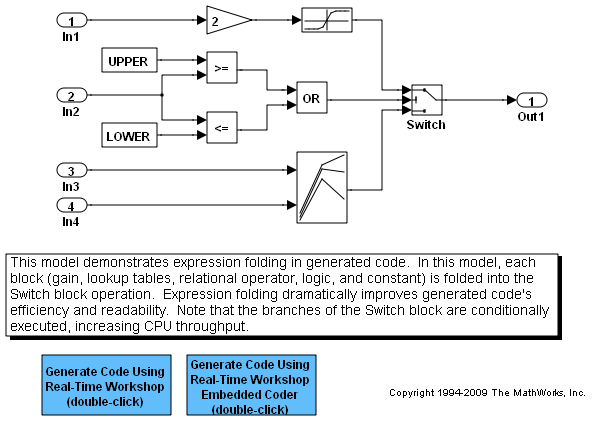 1
In1
2
UPPER
>=
2
In2
OR
LOWER
<=
Switch
1
Out1
3
In3
4
In4
This model demonstrates expression folding in generated code. In this model, each
block (gain, lookup tables, relational operator, logic, and constant) is folded into the
Switch block operation. Expression folding dramatically improves generated code's
efficiency and readability. Note that the branches of the Switch block are conditionally
executed, increasing CPU throughput.
Generate Code Using
Real-Time Workshop
(double-click)
Generate Code Using
Real-Time Workshop
Embedded Coder
(double-click)
Copyright 1994-2009 The MathWorks, Inc.